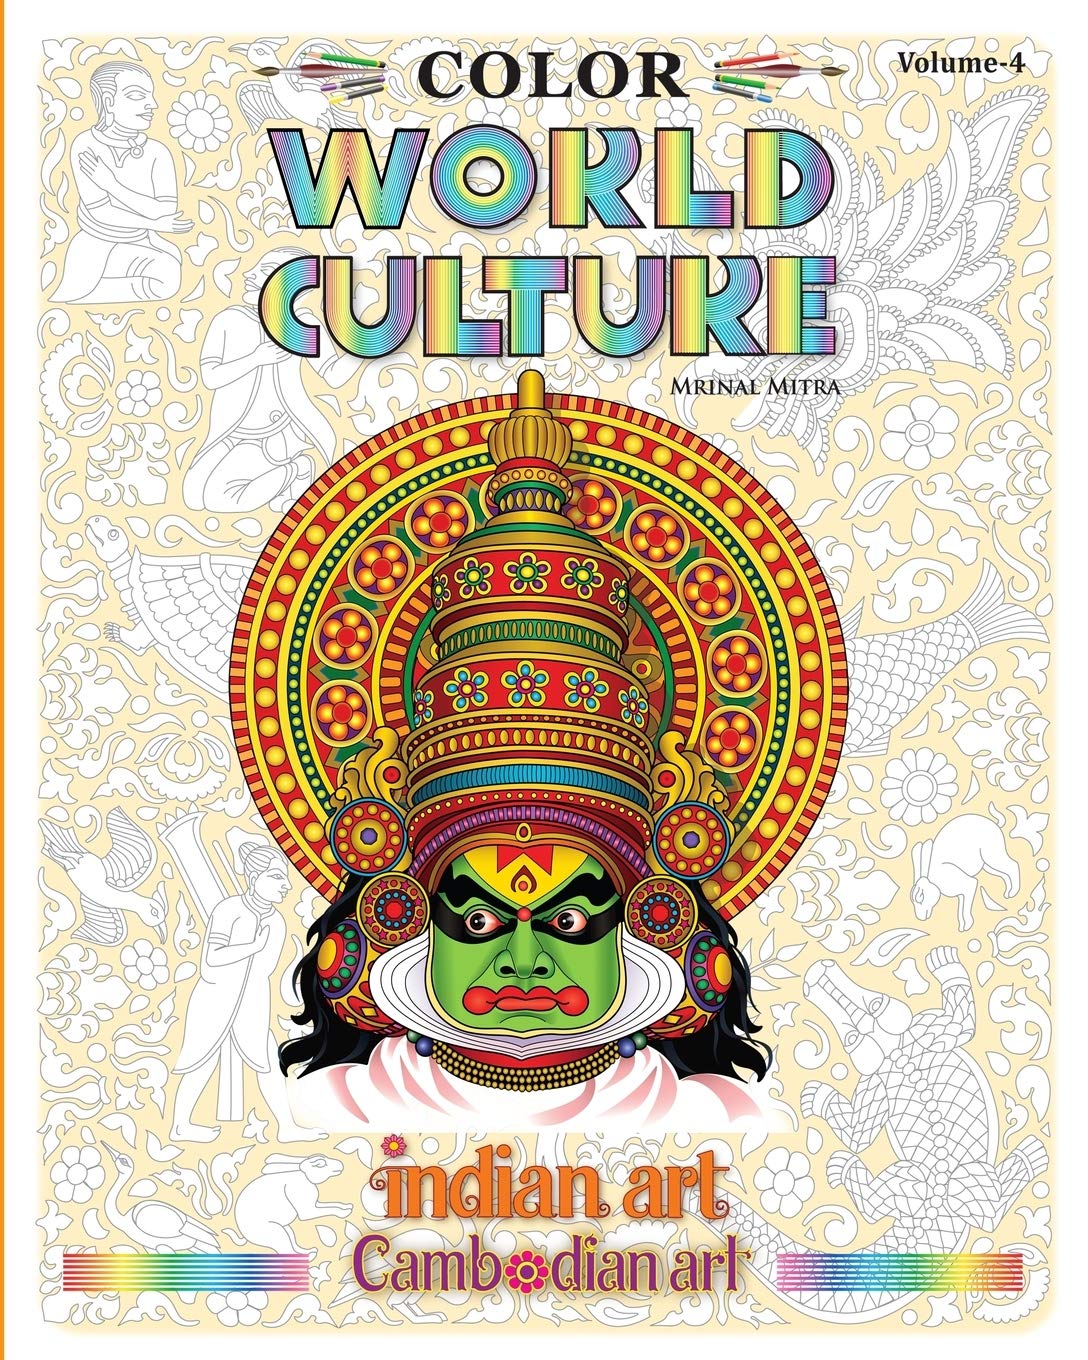 COLOR
Volume-4
WORLD
CULTURE
MRINAL MITRA
indian art
Cambodian art